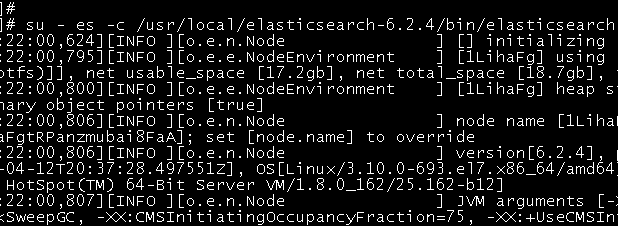 ]#
]# su - es -c /usr/local/elasticsearch-6.2.4/bin/elasticsearch
:22:00,624][INFO ][o.e.n.Node ] [] initializing
:22:00,795][INFO ][o.e.e.NodeEnvironment ] [1LihaFg] using
otfs)]], net usable_space [17.2gb], net total_space [18.7gb],
:22:00,800][INFO ][o.e.e.NodeEnvironment ] [1LihaFg] heap
nary object pointers [true]
:22:00,806][INFO ][o.e.n.Node ] node name [1Liha
aFgtRPanzmubai8FaA]; set [node.name] to override
:22:00,806][INFO ][o.e.n.Node ] version[6.2.4],
-04-12T20:37:28.497551Z], OS[Linux/3.10.0-693.el7.x86_64/amd64]
HotSpot(TM) 64-Bit Server VM/1.8.0_162/25.162-b12]
:22:00,807][INFO ][o.e.n.Node ] JVM arguments [-X
kSweepGC, -XX:CMSInitiatingOccupancyFraction=75, -XX:+UseCMSIn